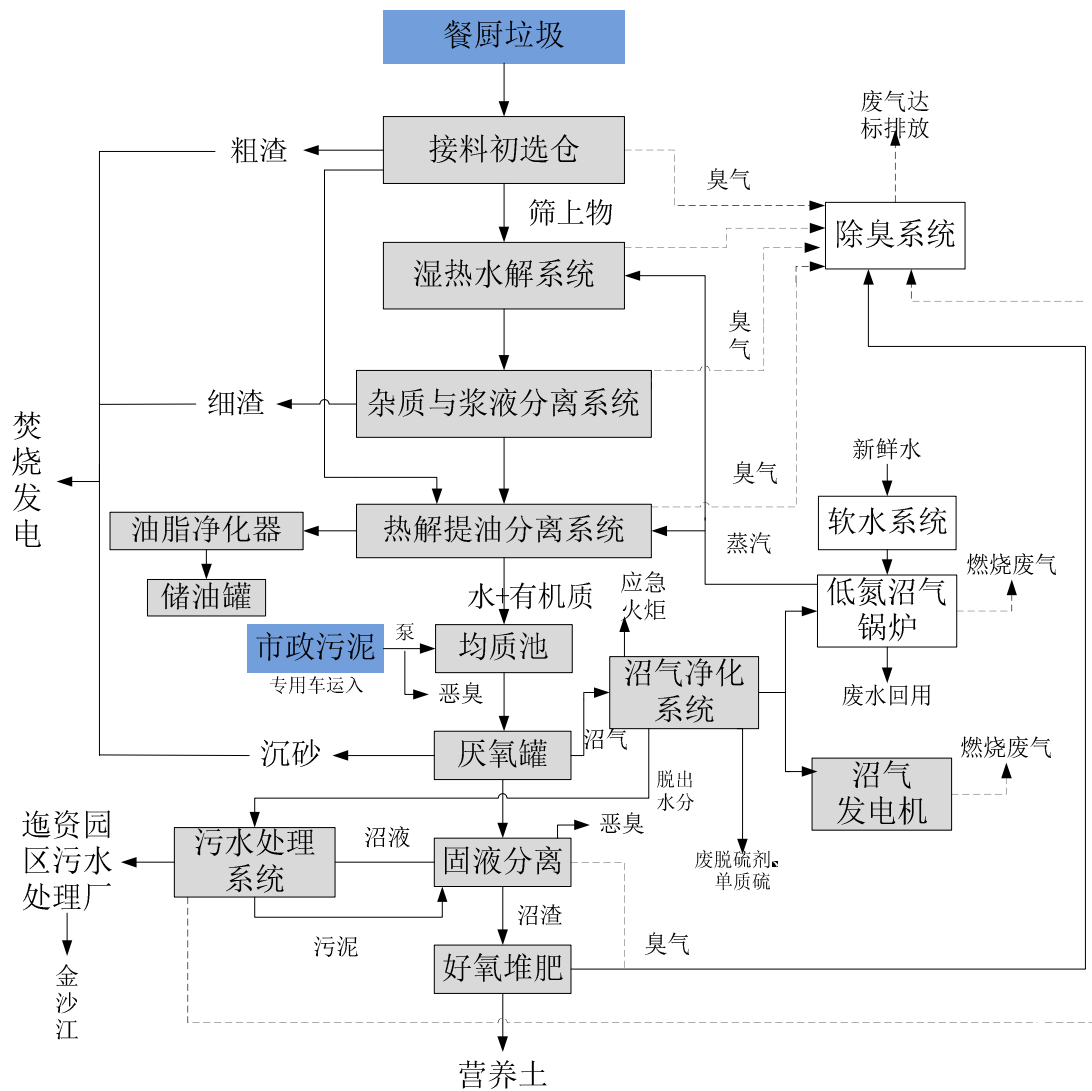 餐厨垃圾
废气达
标排放
粗渣
接料初选仓
臭气
筛上物
除臭系统
湿热水解系统
臭
气
细渣
杂质与浆液分离系统
焚
烧
发
电
新鲜水
臭气
油脂净化器
热解提油分离系统
软水系统
蒸汽
储油罐
水+有机质
应急
火炬
低氮沼气
锅炉
燃烧废气
市政污泥
泵
均质池
专用车运入
恶臭
沼气净化
系统
废水回用
沉砂
厌氧罐
沼气
燃烧废气
沼气
发电机
脱出
水分
迤资园
区污水
处理厂
污水处理
系统
沼液
固液分离
恶臭
废脱硫剂、
单质硫
污泥
沼渣
臭气
好氧堆肥
金
沙
江
营养土